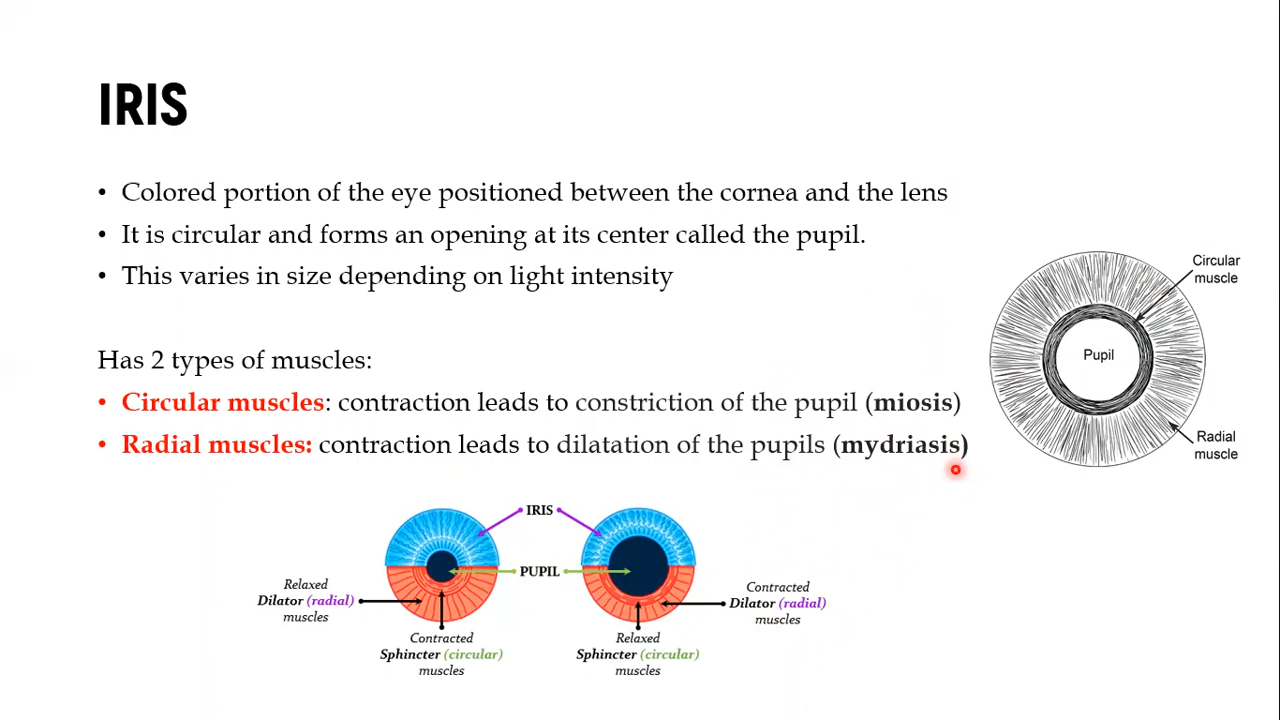 IRIS
• Colored portion of the eye positioned between the cornea and the lens
• It is circular and forms an opening at its center called the pupil.
• This varies in size depending on light intensity
Has 2 types of muscles:
• Circular muscles: contraction leads to constriction of the pupil (miosis)
• Radial muscles: contraction leads to dilatation of the pupils (mydriasis)
Circular
muscle
Pupil
Radial
muscle
IRIS
PUPIL
Relaxed
Dilator (radial)
muscles
Contracted
Sphincter (circular)
muscles
Relaxed
Sphincter (circular)
muscles
Contracted
Dilator (radial)
muscles